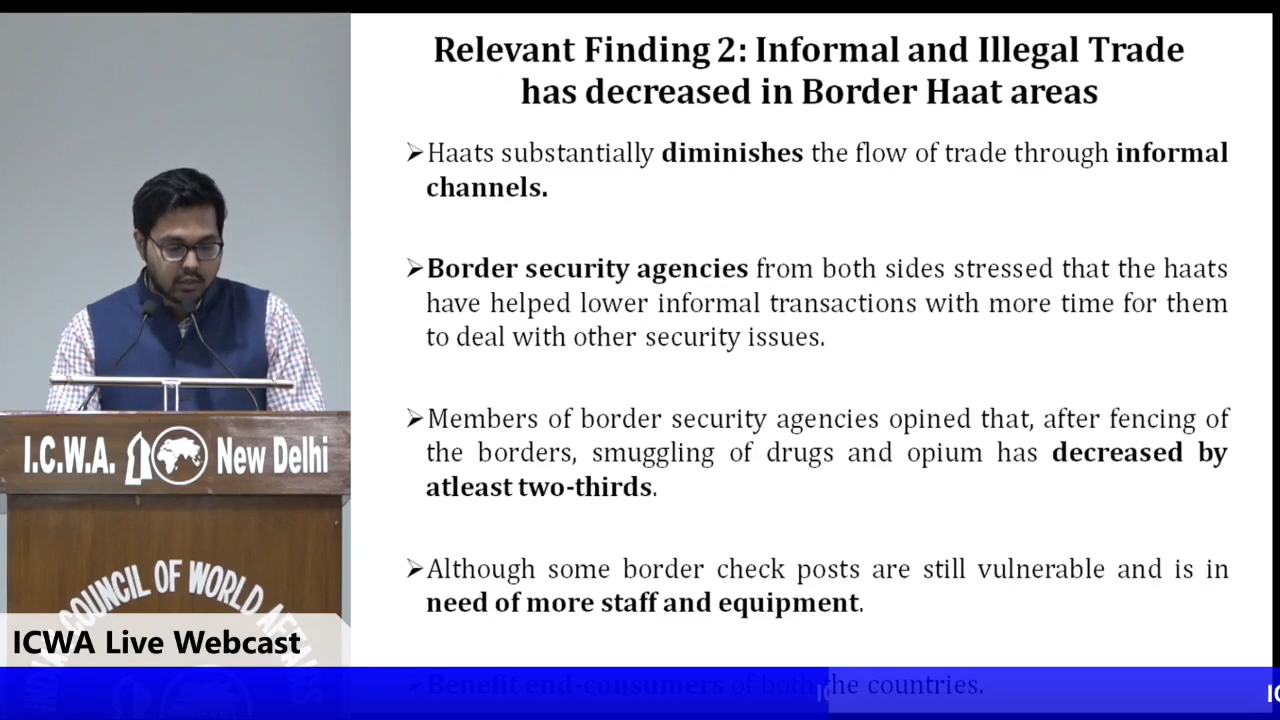 Relevant Finding 2: Informal and Illegal Trade
has decreased in Border Haat areas
➢Haats substantially diminishes the flow of trade through informal
channels.
➢Border security agencies from both sides stressed that the haats
have helped lower informal transactions with more time for them
to deal with other security issues.
➢Members of border security agencies opined that, after fencing of
the borders, smuggling of drugs and opium has decreased by
atleast two-thirds.
➢Although some border check posts are still vulnerable and is in
need of more staff and equipment.
➢Benefit end-consumers of both the countries.
I.C.W.A. New Delhi
INDIAN COUNCIL OF WORLD AFFAIRS
ICWA Live Webcast